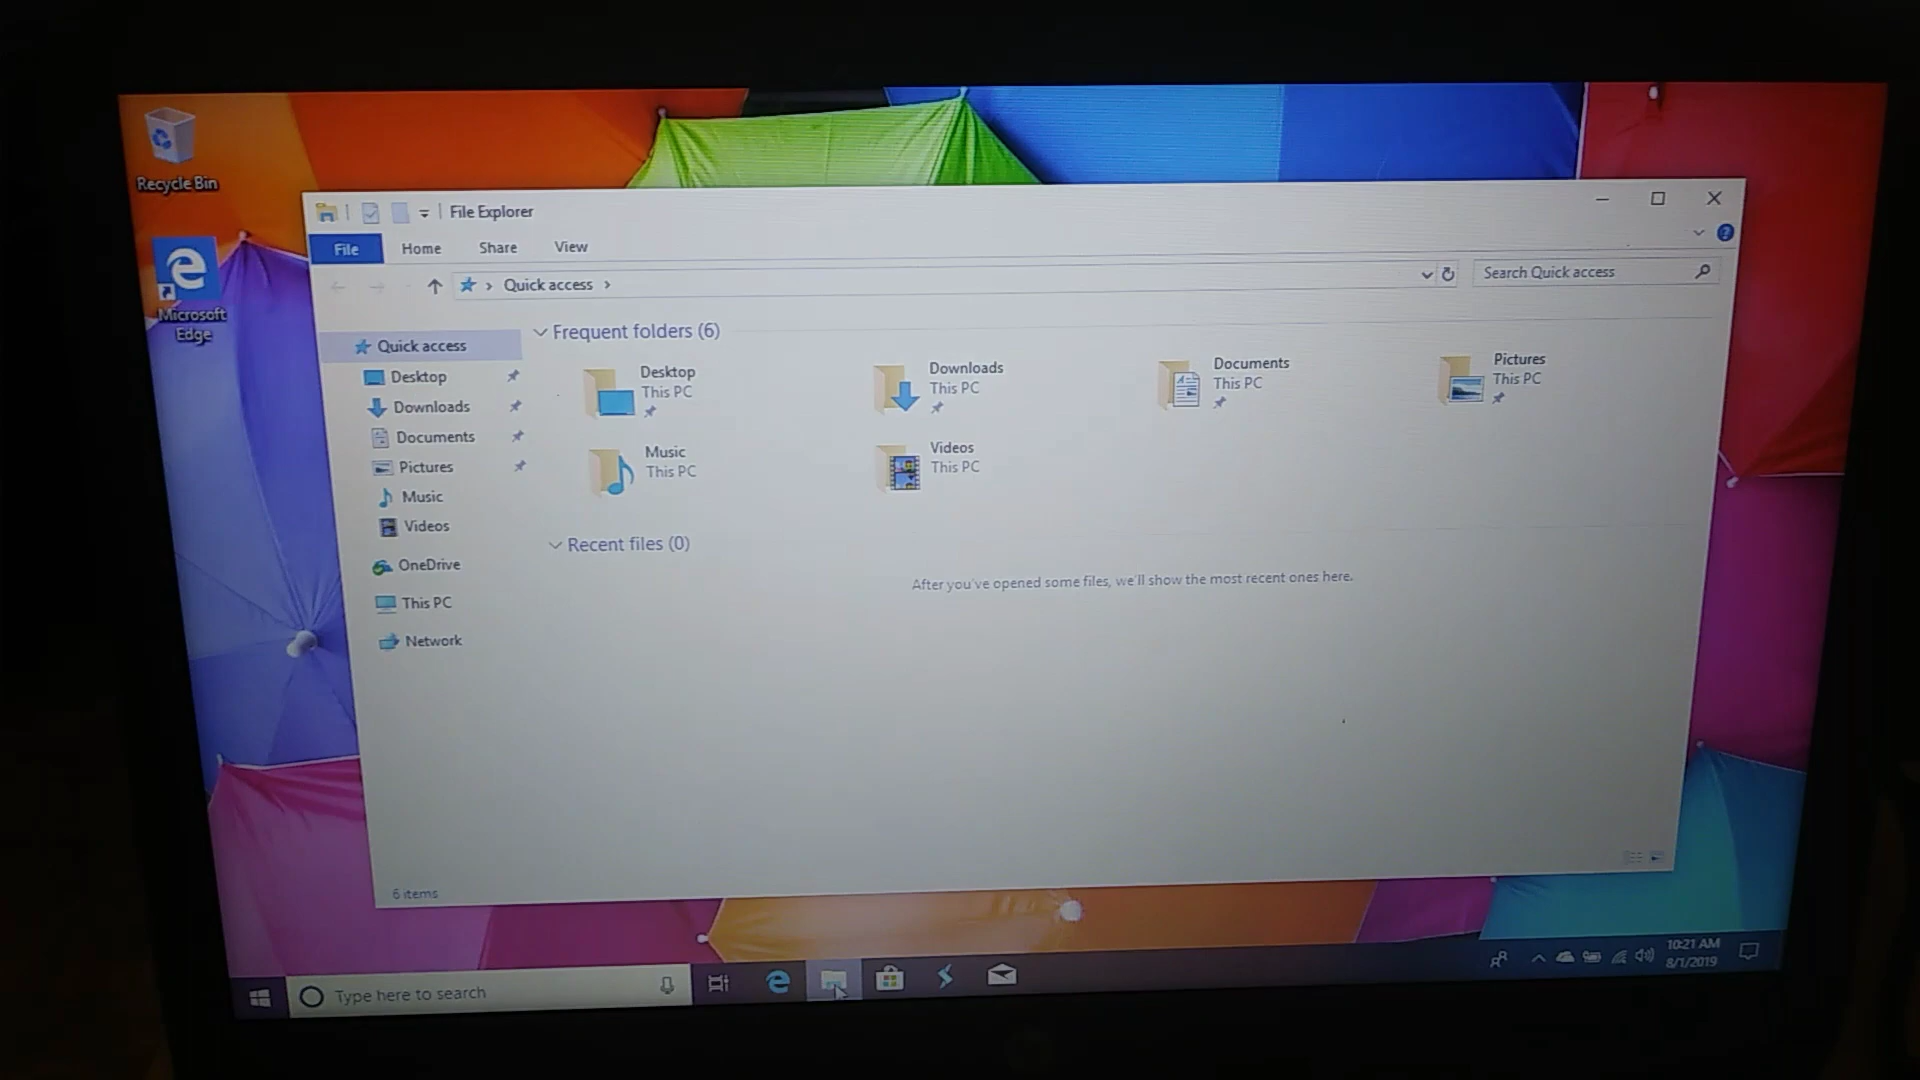 Recycle Bin
Microsoft
Edge
File Explorer
File
Home
Share
View
Quick access
Search Quick access
Quick access
Desktop
Downloads
Documents
Pictures
Music
Videos
OneDrive
This PC
Network
Frequent folders (6)
Desktop
This PC
Downloads
This PC
Documents
This PC
Pictures
This PC
Music
This PC
Videos
This PC
Recent files (0)
After you've opened some files, we'll show the most recent ones here.
6 items
Type here to search
10:21 AM
8/1/2019